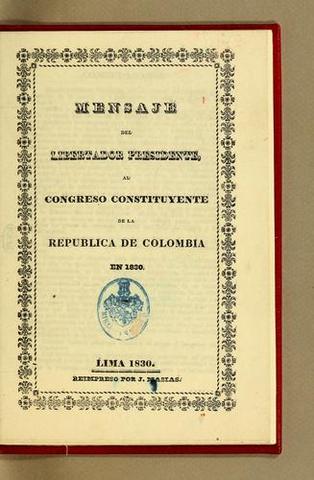 MENSAJE
DEL
LIBERTADOR PRESIDENTE,
AL
CONGRESO CONSTITUYENTE
DE LA
REPUBLICA DE COLOMBIA
EN 1830.
LIMA 1830.
REIMPRESO POR J. MASIAS.